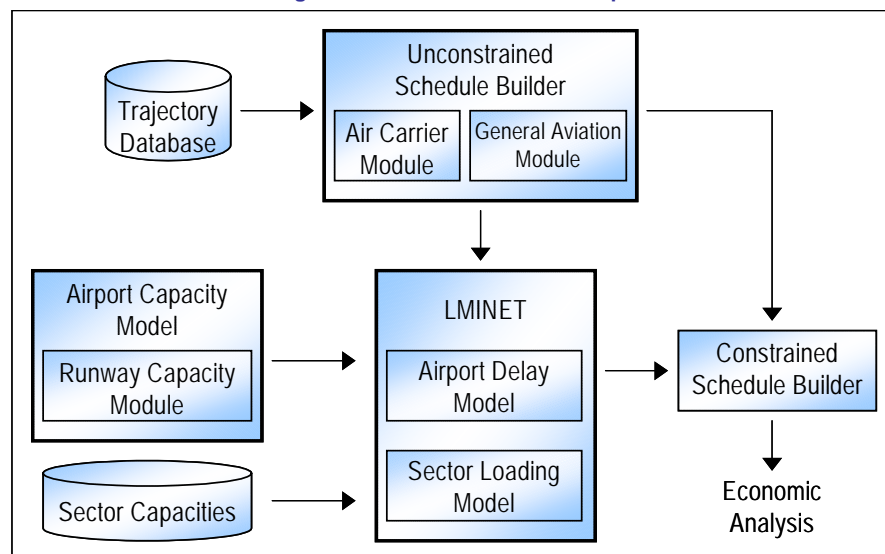 Unconstrained
Schedule Builder
Trajectory
Database
Air Carrier
Module
General Aviation
Module
Airport Capacity
Model
Runway Capacity
Module
LMINET
Airport Delay
Model
Constrained
Schedule Builder
Sector Capacities
Sector Loading
Model
Economic
Analysis